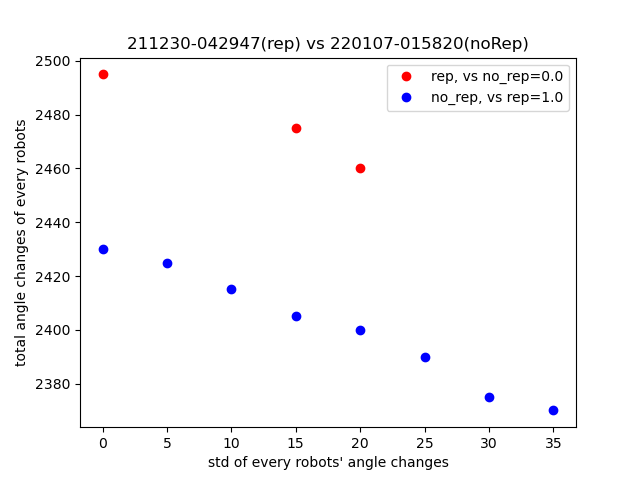 211230-042947(rep) vs 220107-015820(noRep)
rep, vs no_rep=0.0
no_rep, vs rep=1.0
total angle changes of every robots
2500
2480
2460
2440
2420
2400
2380
0 5 10 15 20 25 30 35
std of every robots' angle changes